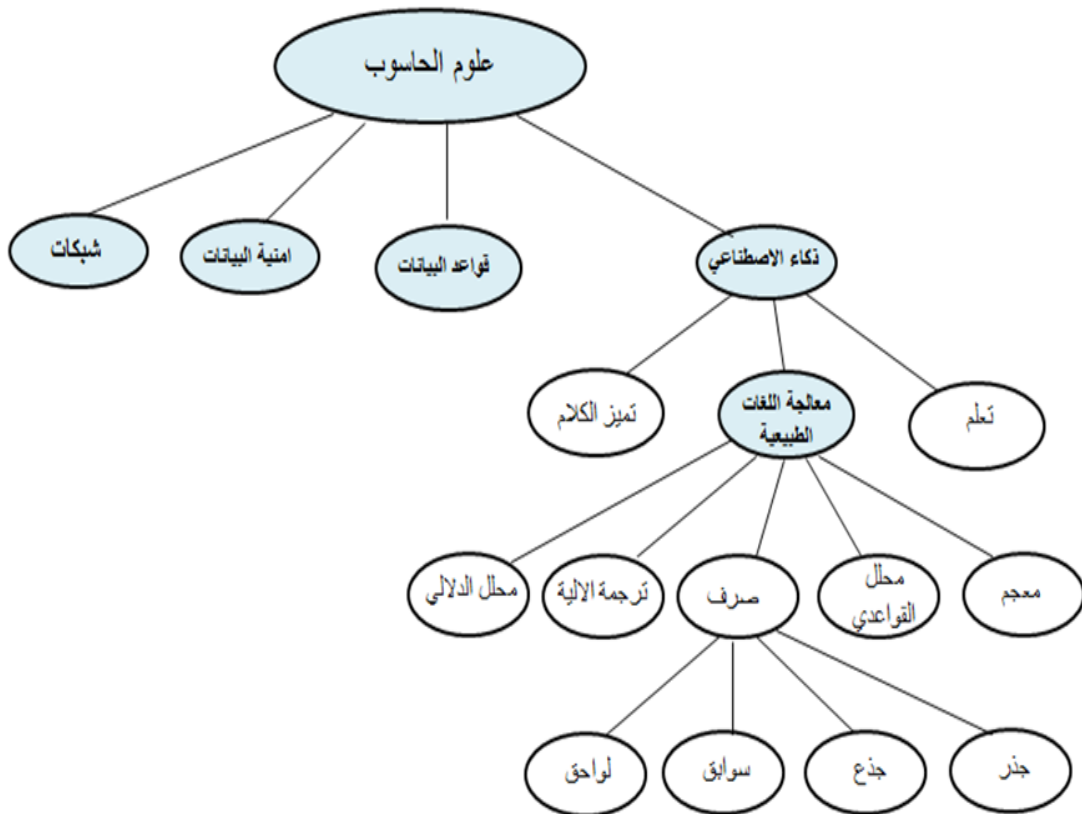 علوم الحاسوب
ذكاء الاصطناعي
قواعد البيانات
امنية البيانات
شبكات
تعلم
معالجة اللغات
الطبيعية
تميز الكلام
معجم
محلل
القواعدي
صرف
ترجمة الالية
محلل الدلالي
جذر
جذع
سوابق
لواحق